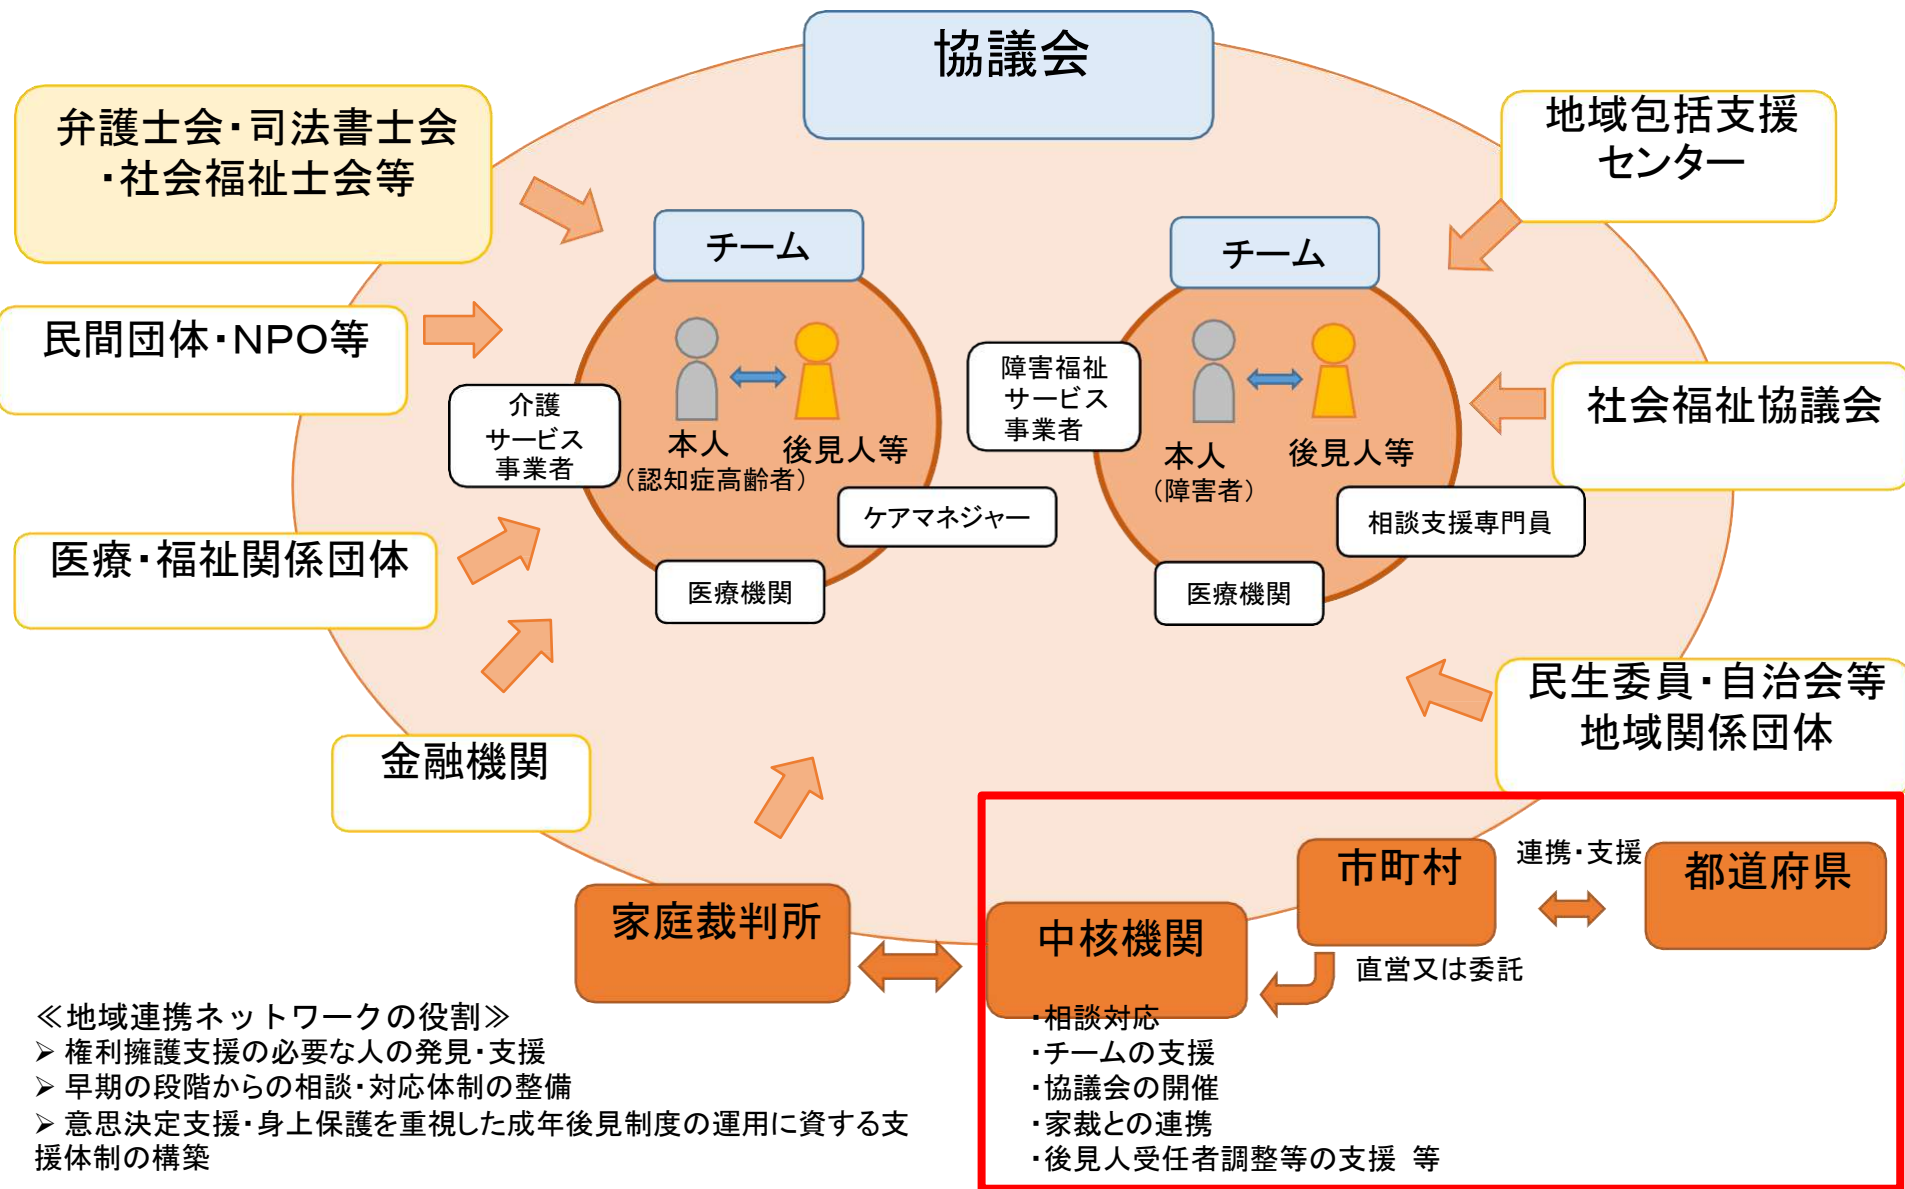 協議会
弁護士会・司法書士会
・社会福祉士会等
地域包括支援
センター
チーム
チーム
民間団体・NPO等
障害福祉
サービス
事業者
社会福祉協議会
介護
サービス
事業者
本人
(認知症高齢者)
後見人等
本人
(障害者)
後見人等
ケアマネジャー
相談支援専門員
医療・福祉関係団体
医療機関
医療機関
民生委員・自治会等
地域関係団体
金融機関
市町村
連携・支援
都道府県
家庭裁判所
中核機関
直営又は委託
≪地域連携ネットワークの役割≫
➢ 権利擁護支援の必要な人の発見・支援
➢ 早期の段階からの相談・対応体制の整備
➢ 意思決定支援・身上保護を重視した成年後見制度の運用に資する支
援体制の構築
・相談対応
・チームの支援
・協議会の開催
・家裁との連携
・後見人受任者調整等の支援 等